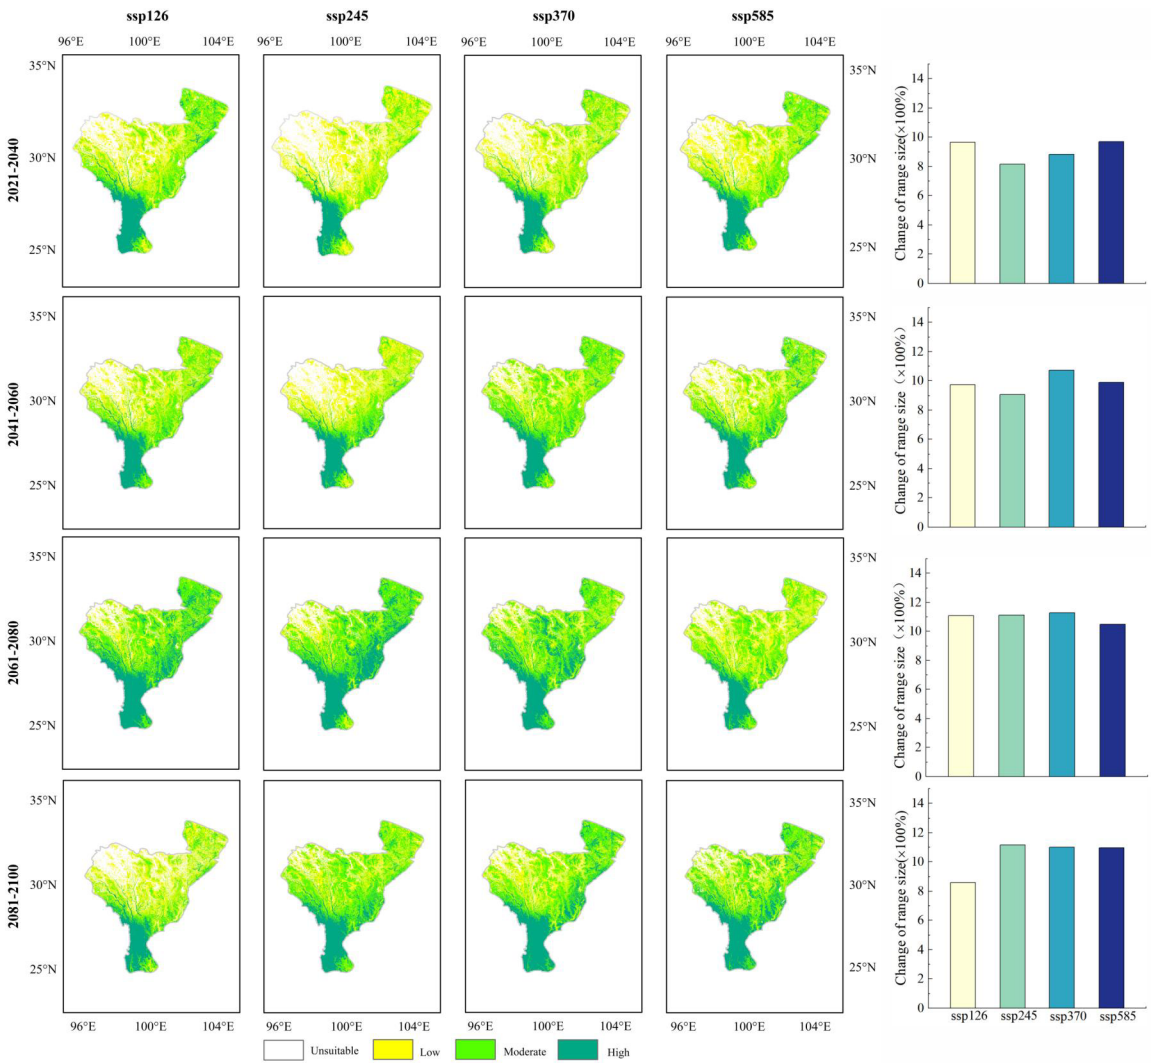 ssp126 ssp245 ssp370 ssp585
96°E 100°E 104°E 96°E 100°E 104°E 96°E 100°E 104°E 96°E 100°E 104°E
2021-2040
35°N
30°N
25°N
35°N
30°N
25°N
Change of range size(×100%)
14
12
10
8
6
4
2
0
2041-2060
35°N
30°N
25°N
35°N
30°N
25°N
Change of range size（×100%）
14
12
10
8
6
4
2
0
2061-2080
35°N
30°N
25°N
35°N
30°N
25°N
Change of range size（×100%）
14
12
10
8
6
4
2
0
2081-2100
35°N
30°N
25°N
35°N
30°N
25°N
Change of range size(×100%)
14
12
10
8
6
4
2
0
ssp126 ssp245 ssp370 ssp585
96°E 100°E 104°E 96°E 100°E 104°E 96°E 100°E 104°E 96°E 100°E 104°E
Unsuitable Low Moderate High